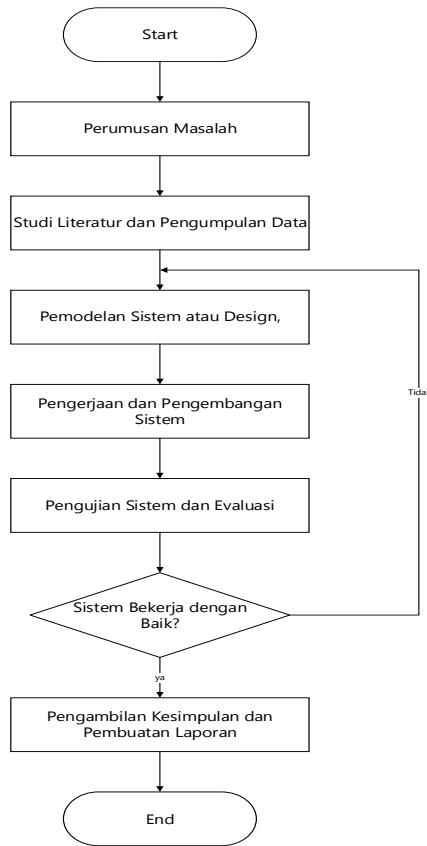 Start
Perumusan Masalah
Studi Literatur dan Pengumpulan Data
Pemodelan Sistem atau Design,
Pengerjaan dan Pengembangan
Sistem
Pengujian Sistem dan Evaluasi
Sistem Bekerja dengan
Baik?
Tida
ya
Pengambilan Kesimpulan dan
Pembuatan Laporan
End